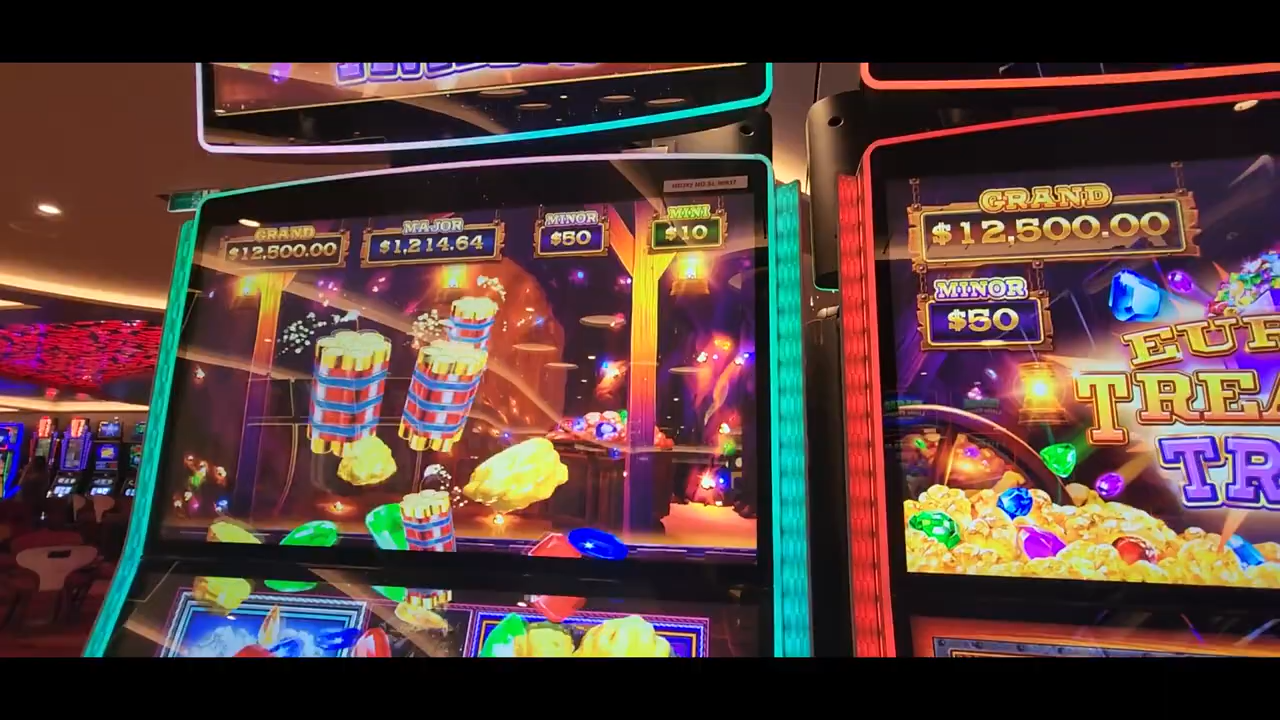 GRAND
$12,500.00
MAJOR
$1,214.64
MINOR
$50
MINI
$10
GRAND
$12,500.00
MINOR
$50
EUR
TREA
TR